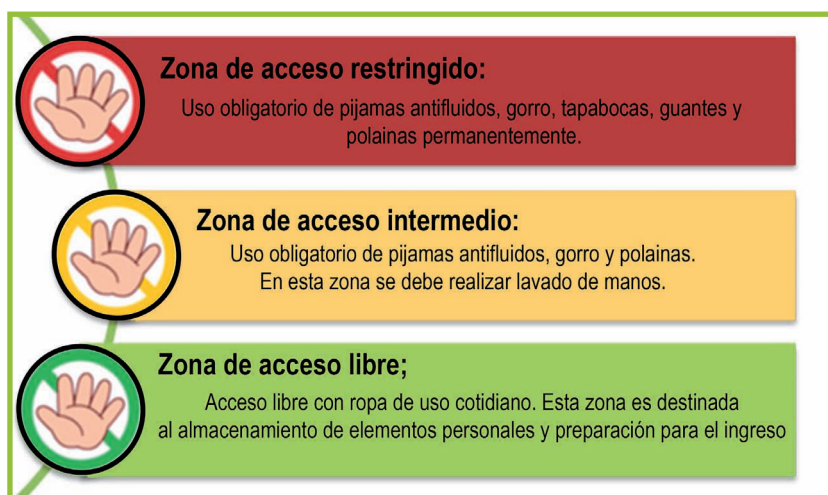 Zona de acceso restringido:
Uso obligatorio de pijamas antifluidos, gorro, tapabocas, guantes y
polainas permanentemente.
Zona de acceso intermedio:
Uso obligatorio de pijamas antifluidos, gorro y polainas.
En esta zona se debe realizar lavado de manos.
Zona de acceso libre;
Acceso libre con ropa de uso cotidiano. Esta zona es destinada
al almacenamiento de elementos personales y preparación para el ingreso